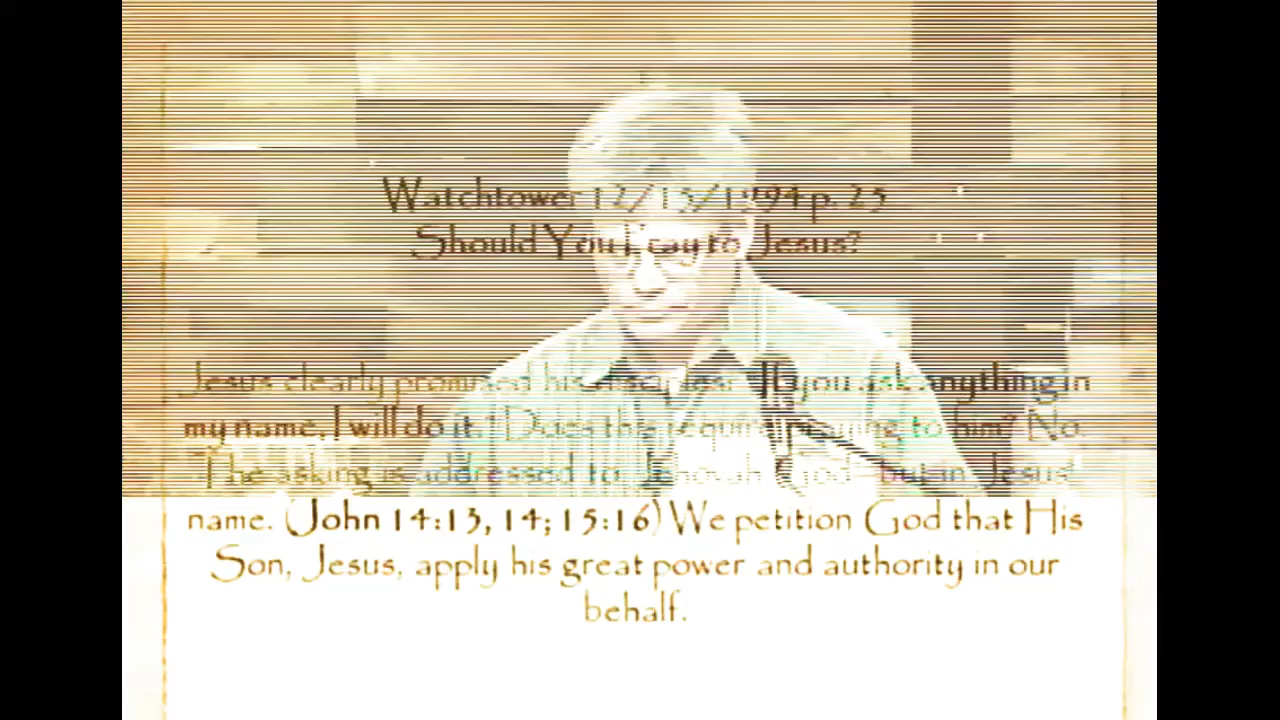 Watchtower 12/15/1994 p. 25
Should You Pray to Jesus?
Jesus clearly promised his disciples: "If you ask anything in
my name, I will do it." Does this require praying to him? No.
The asking is addressed to Jehovah God—but in Jesus'
name. (John 14:13, 14; 15:16) We petition God that His
Son, Jesus, apply his great power and authority in our
behalf.